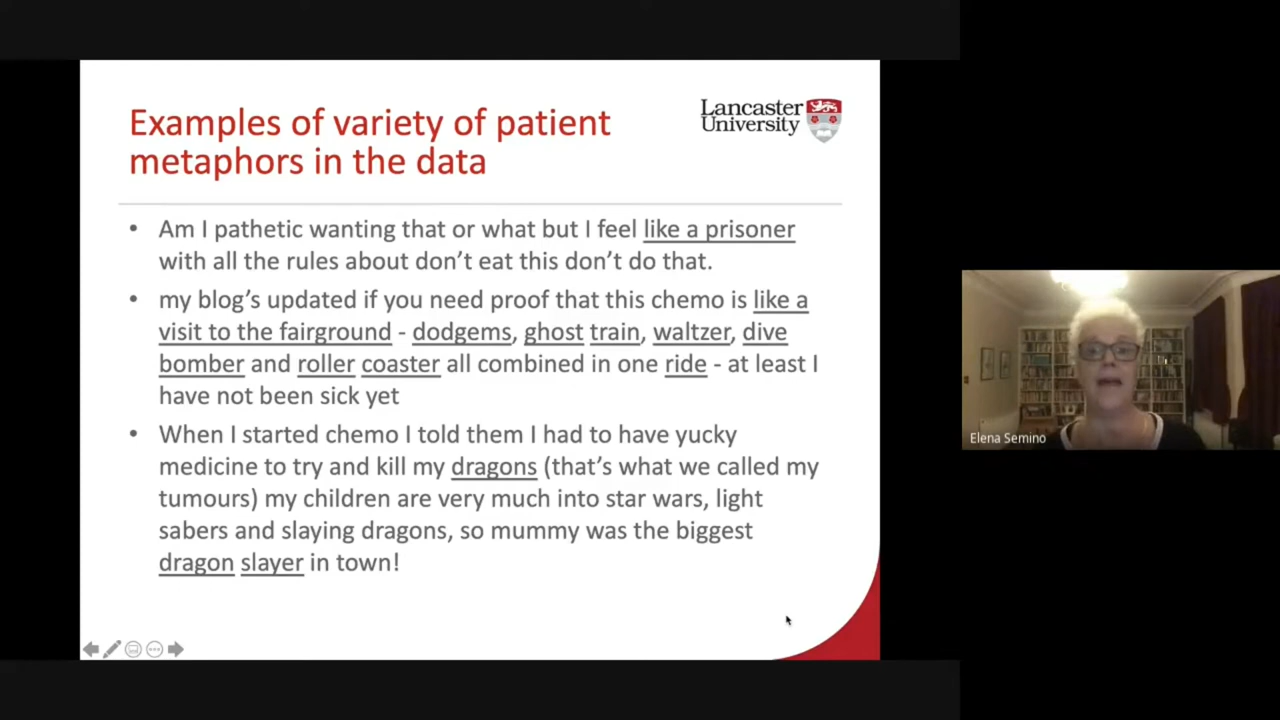 Examples of variety of patient
metaphors in the data
Lancaster
University
• Am I pathetic wanting that or what but I feel like a prisoner
with all the rules about don’t eat this don’t do that.
• my blog’s updated if you need proof that this chemo is like a
visit to the fairground - dodgems, ghost train, waltzer, dive
bomber and roller coaster all combined in one ride - at least I
have not been sick yet
• When I started chemo I told them I had to have yucky
medicine to try and kill my dragons (that’s what we called my
tumours) my children are very much into star wars, light
sabers and slaying dragons, so mummy was the biggest
dragon slayer in town!
Elena Semino